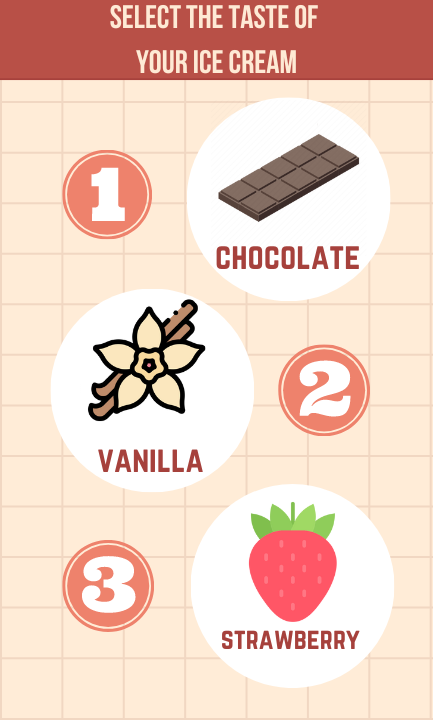 SELECT THE TASTE OF
YOUR ICE CREAM
1
CHOCOLATE
2
VANILLA
3
STRAWBERRY